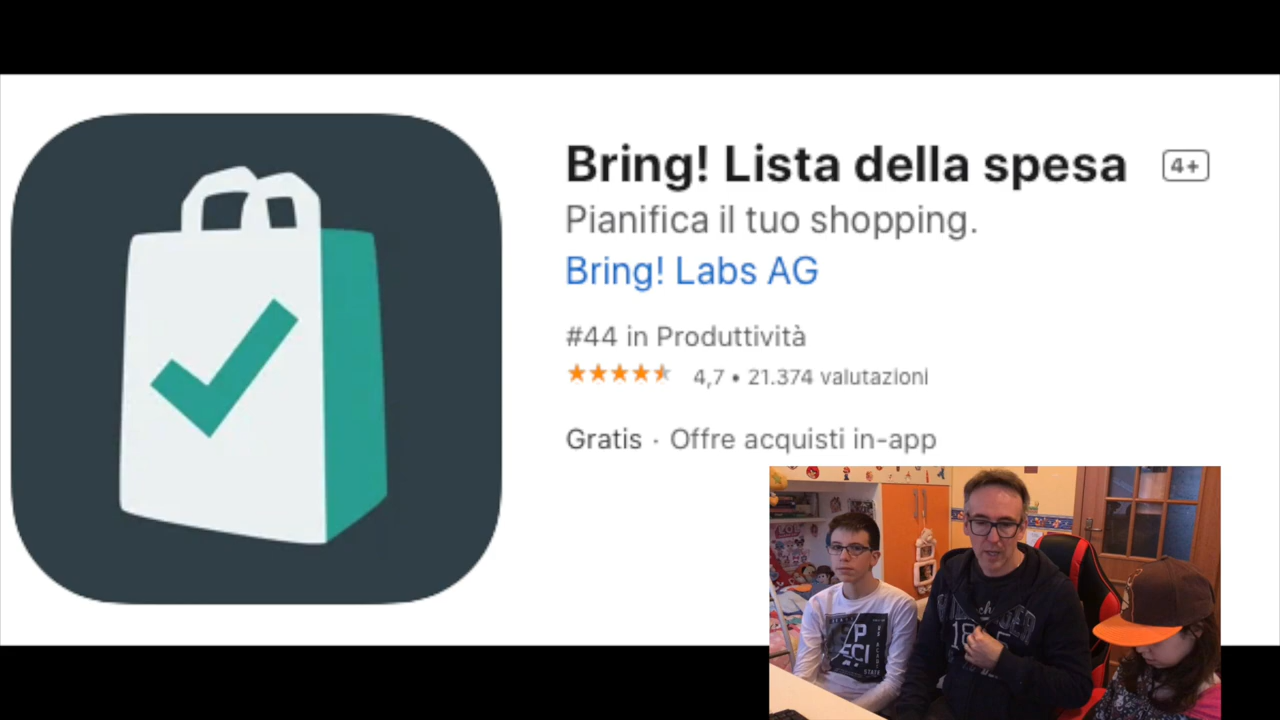 Bring! Lista della spesa 4+
Pianifica il tuo shopping.
Bring! Labs AG
#44 in Produttività
4,7 • 21.374 valutazioni
Gratis · Offre acquisti in-app